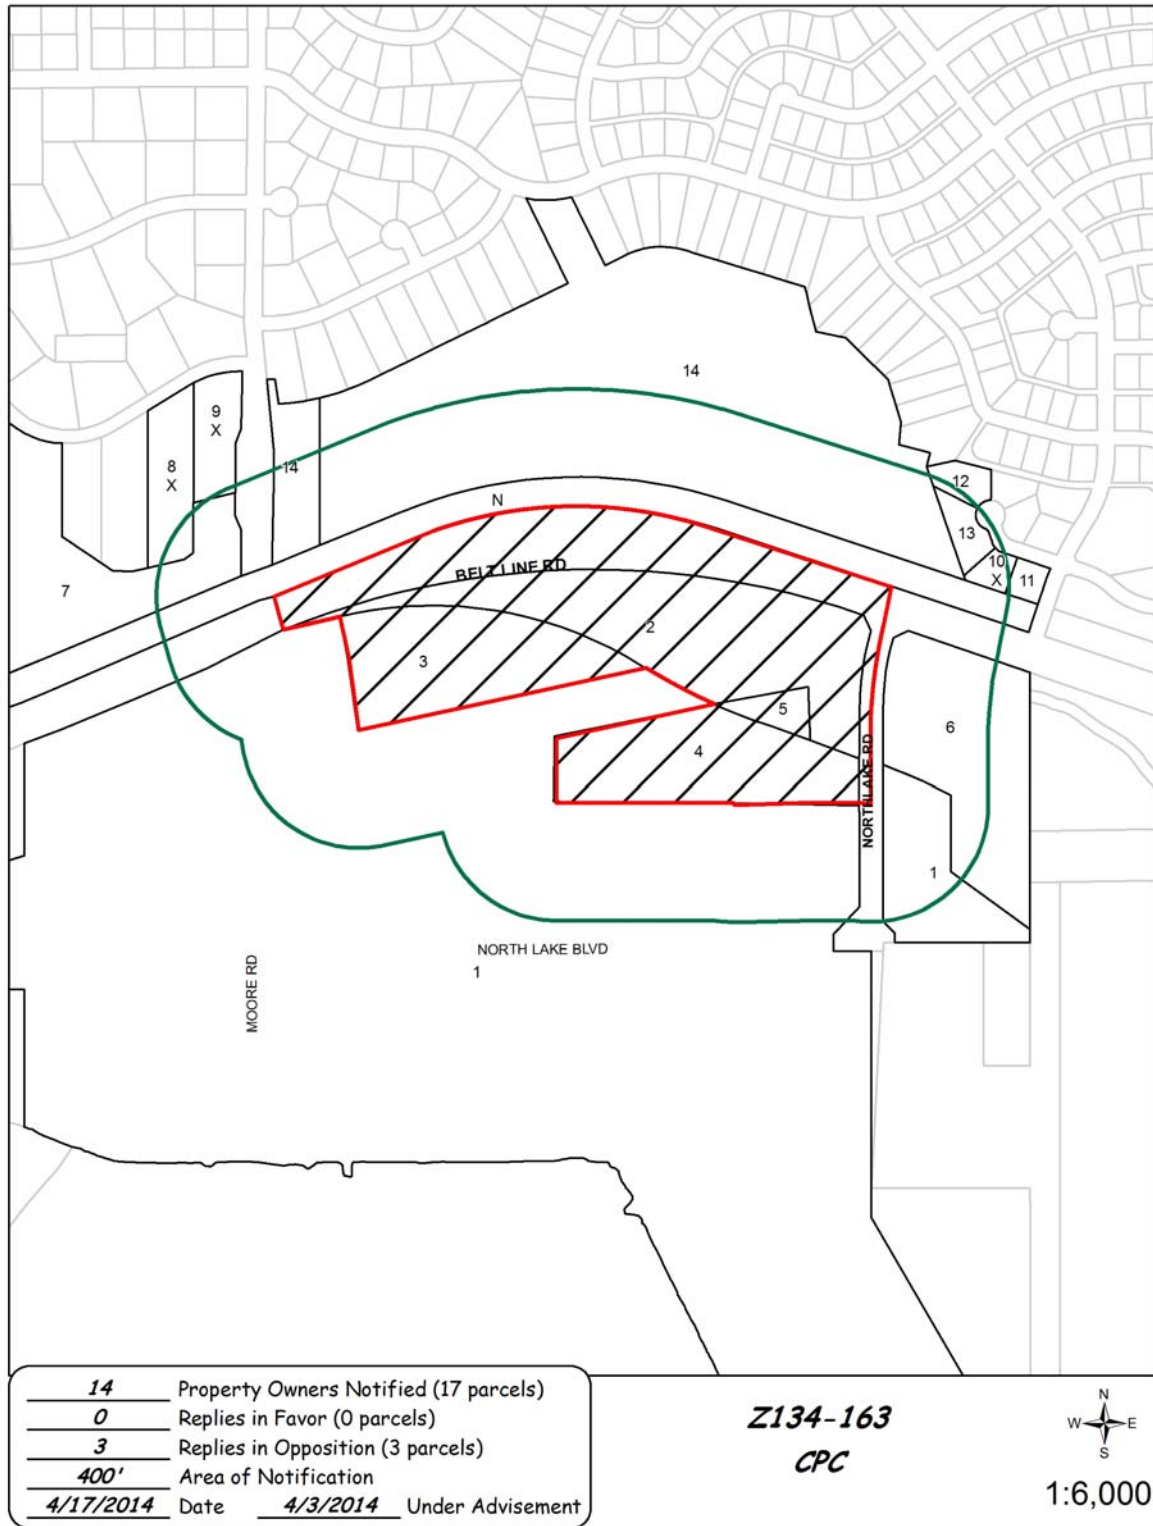 14
9
X
8
X
14
12
N
13
BELT LINE RD
10
X
11
7
2
3
5
6
4
NORTHLAKE RD
1
NORTH LAKE BLVD
1
MOORE RD
14 Property Owners Notified (17 parcels)
0 Replies in Favor (0 parcels)
3 Replies in Opposition (3 parcels)
400' Area of Notification
4/17/2014 Date 4/3/2014 Under Advisement
Z134-163
CPC
N
W E
S
1:6,000